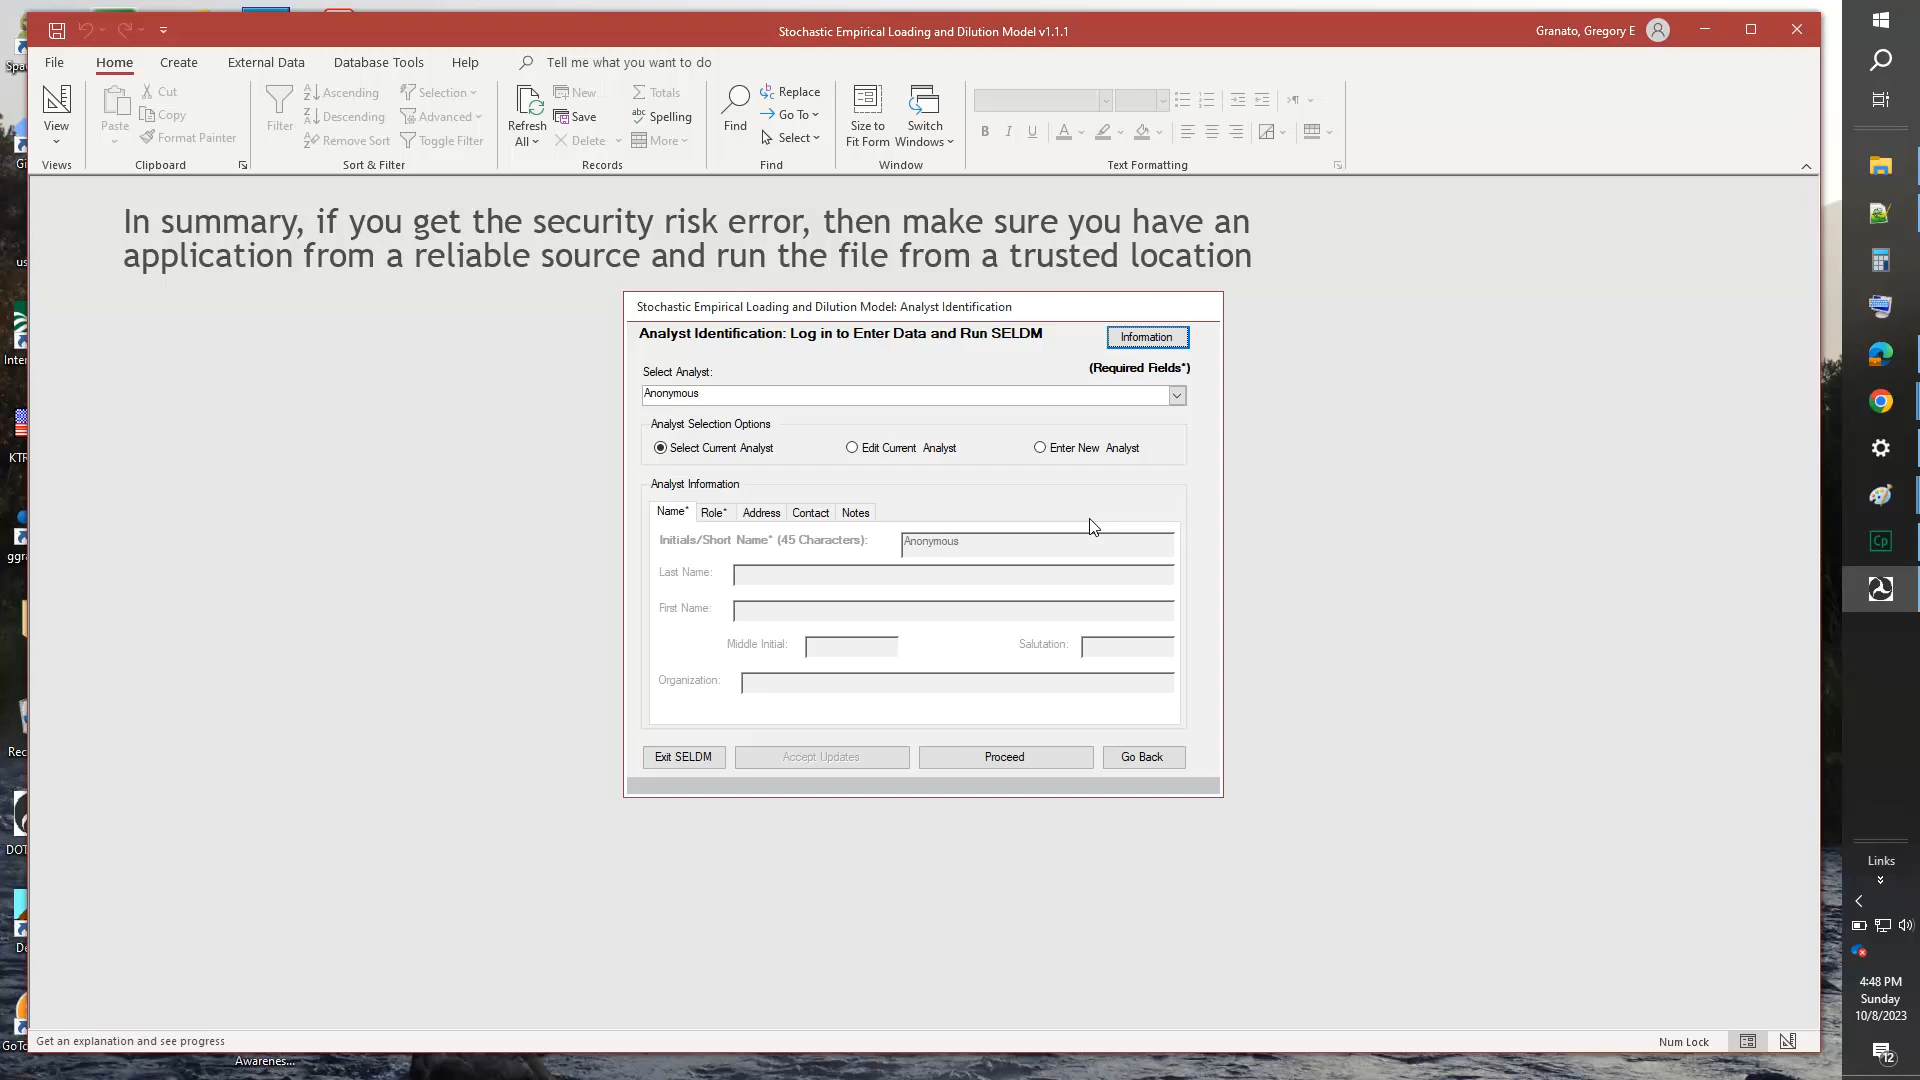 Stochastic Empirical Loading and Dilution Model v1.1.1
Granato, Gregory E
File Home Create External Data Database Tools Help Tell me what you want to do
View
Views
Paste
Cut
Copy
Format Painter
Clipboard
Filter
Ascending
Descending
Remove Sort
Selection
Advanced
Toggle Filter
Sort & Filter
Refresh
All
New
Save
Delete
Totals
Spelling
More
Records
Find
Replace
Go To
Select
Find
Size to
Fit Form
Switch
Windows
Window
B I U A
Text Formatting
In summary, if you get the security risk error, then make sure you have an
application from a reliable source and run the file from a trusted location
Stochastic Empirical Loading and Dilution Model: Analyst Identification
Analyst Identification: Log in to Enter Data and Run SELDM
Information
(Required Fields*)
Select Analyst:
Anonymous
Analyst Selection Options
Select Current Analyst
Edit Current Analyst
Enter New Analyst
Analyst Information
Name* Role* Address Contact Notes
Initials/Short Name* (45 Characters):
Anonymous
Last Name:
First Name:
Middle Initial:
Salutation:
Organization:
Exit SELDM
Accept Updates
Proceed
Go Back
Get an explanation and see progress
Num Lock
Awarenes...
Cp
Links
4:48 PM
Sunday
10/8/2023
12